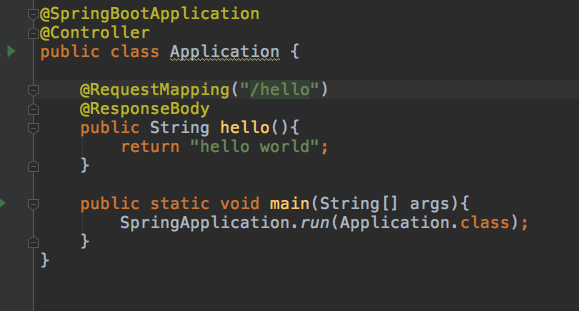 @SpringBootApplication
@Controller
public class Application {
@RequestMapping("/hello")
@ResponseBody
public String hello(){
return "hello world";
}
public static void main(String[] args){
SpringApplication.run(Application.class);
}
}